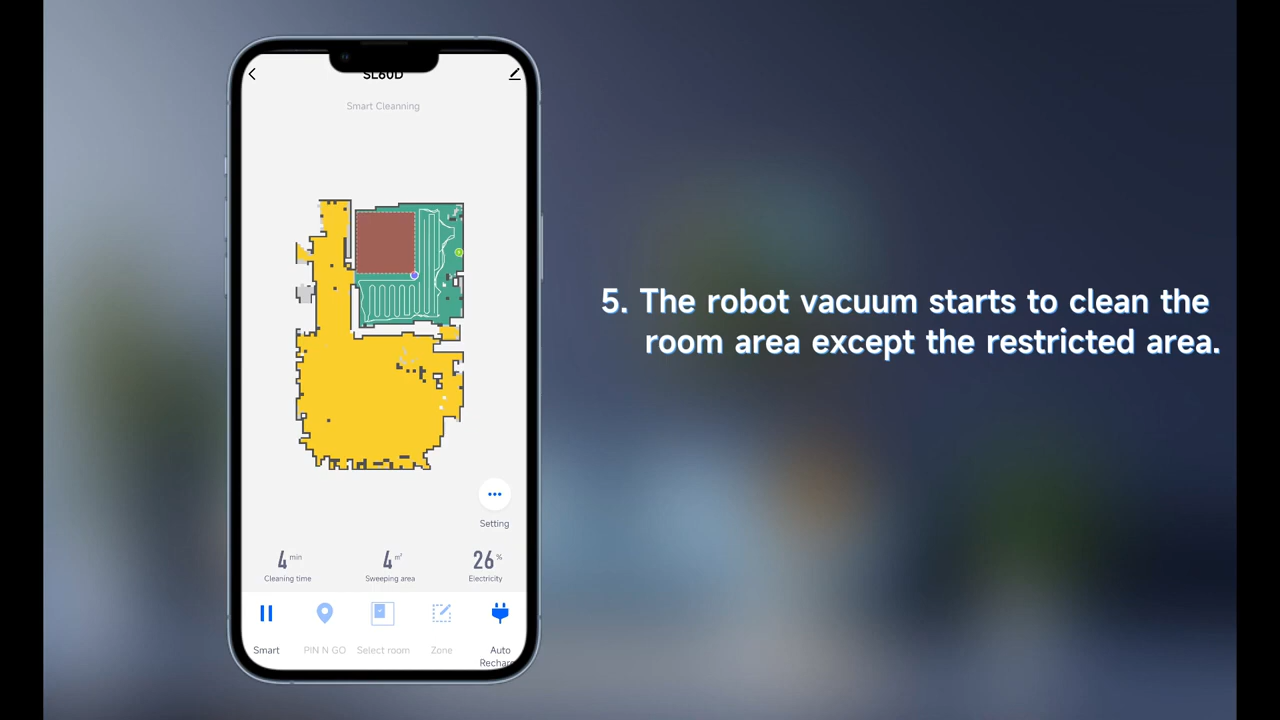 SL60D
Smart Cleanning
5. The robot vacuum starts to clean the
room area except the restricted area.
Setting
4 min
4 m²
26 %
Cleaning time
Sweeping area
Electricity
Smart
PIN N GO
Select room
Zone
Auto
Rechar